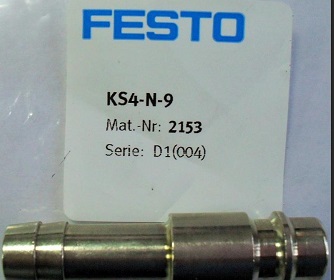 FESTO
KS4-N-9
Mat.-Nr: 2153
Serie: D1(004)